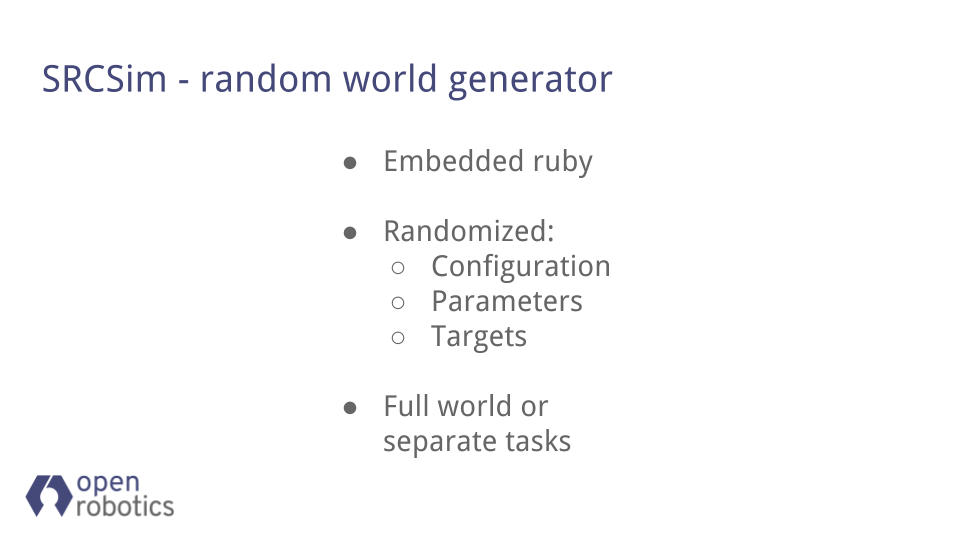 SRCSim - random world generator
● Embedded ruby
● Randomized:
○ Configuration
○ Parameters
○ Targets
● Full world or
separate tasks
open
robotics